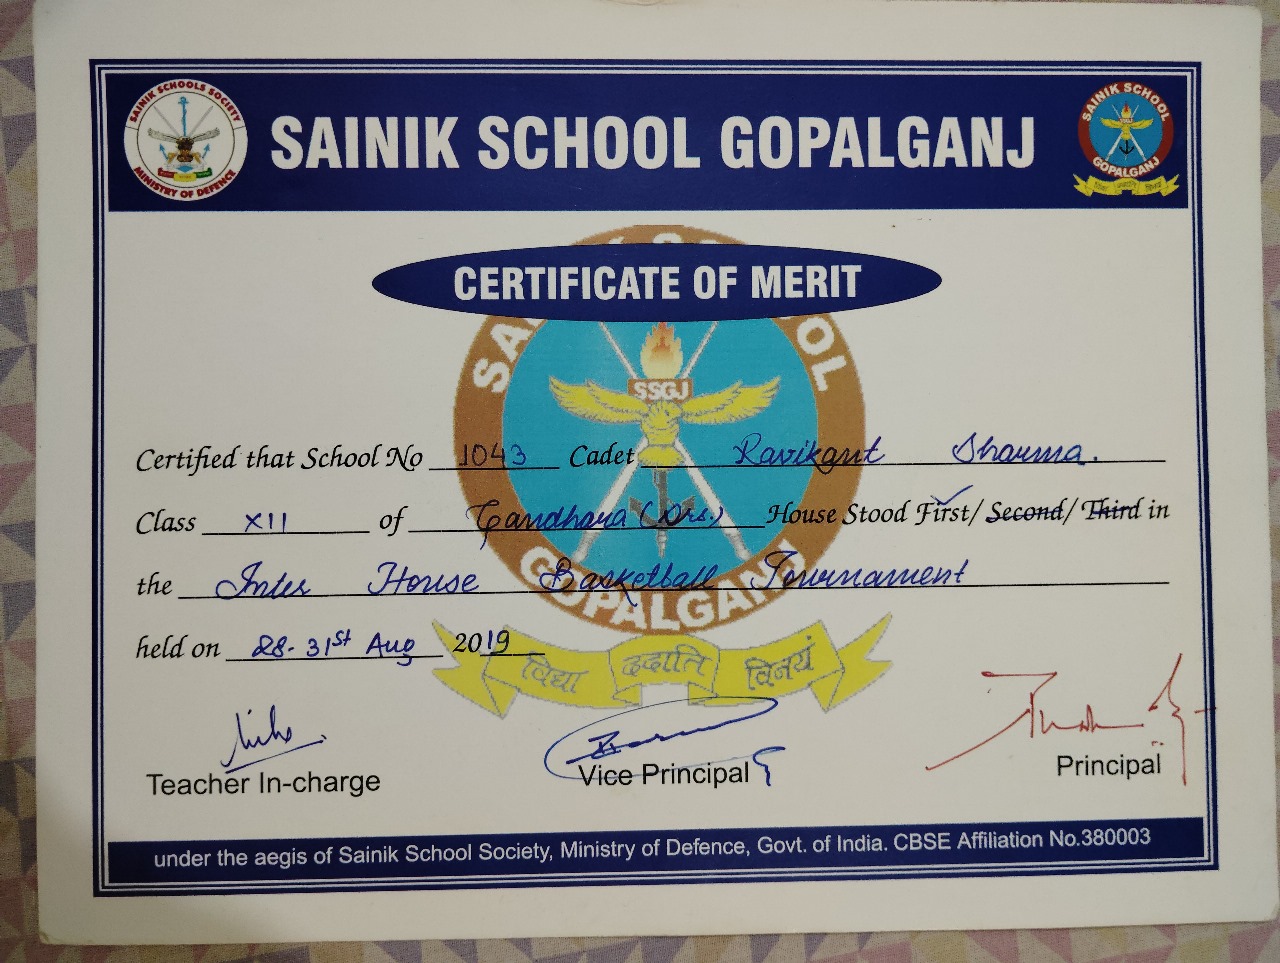 SAINIK SCHOOLS SOCIETY
MINISTRY OF DEFENCE
SAINIK SCHOOL GOPALGANJ
SAINIK SCHOOL
GOPALGANJ
CERTIFICATE OF MERIT
SSGJ
Certified that School No 1043 Cadet Ravikant Sharma.
Class XII of Gandhara (Drs.) House Stood First/ Second/ Third in
the Inter House Basketball Tournament
GOPALGANJ
held on 28-31st Aug 2019
विद्या ददाति विनयं
Teacher In-charge
Vice Principal
Principal
under the aegis of Sainik School Society, Ministry of Defence, Govt. of India. CBSE Affiliation No.380003